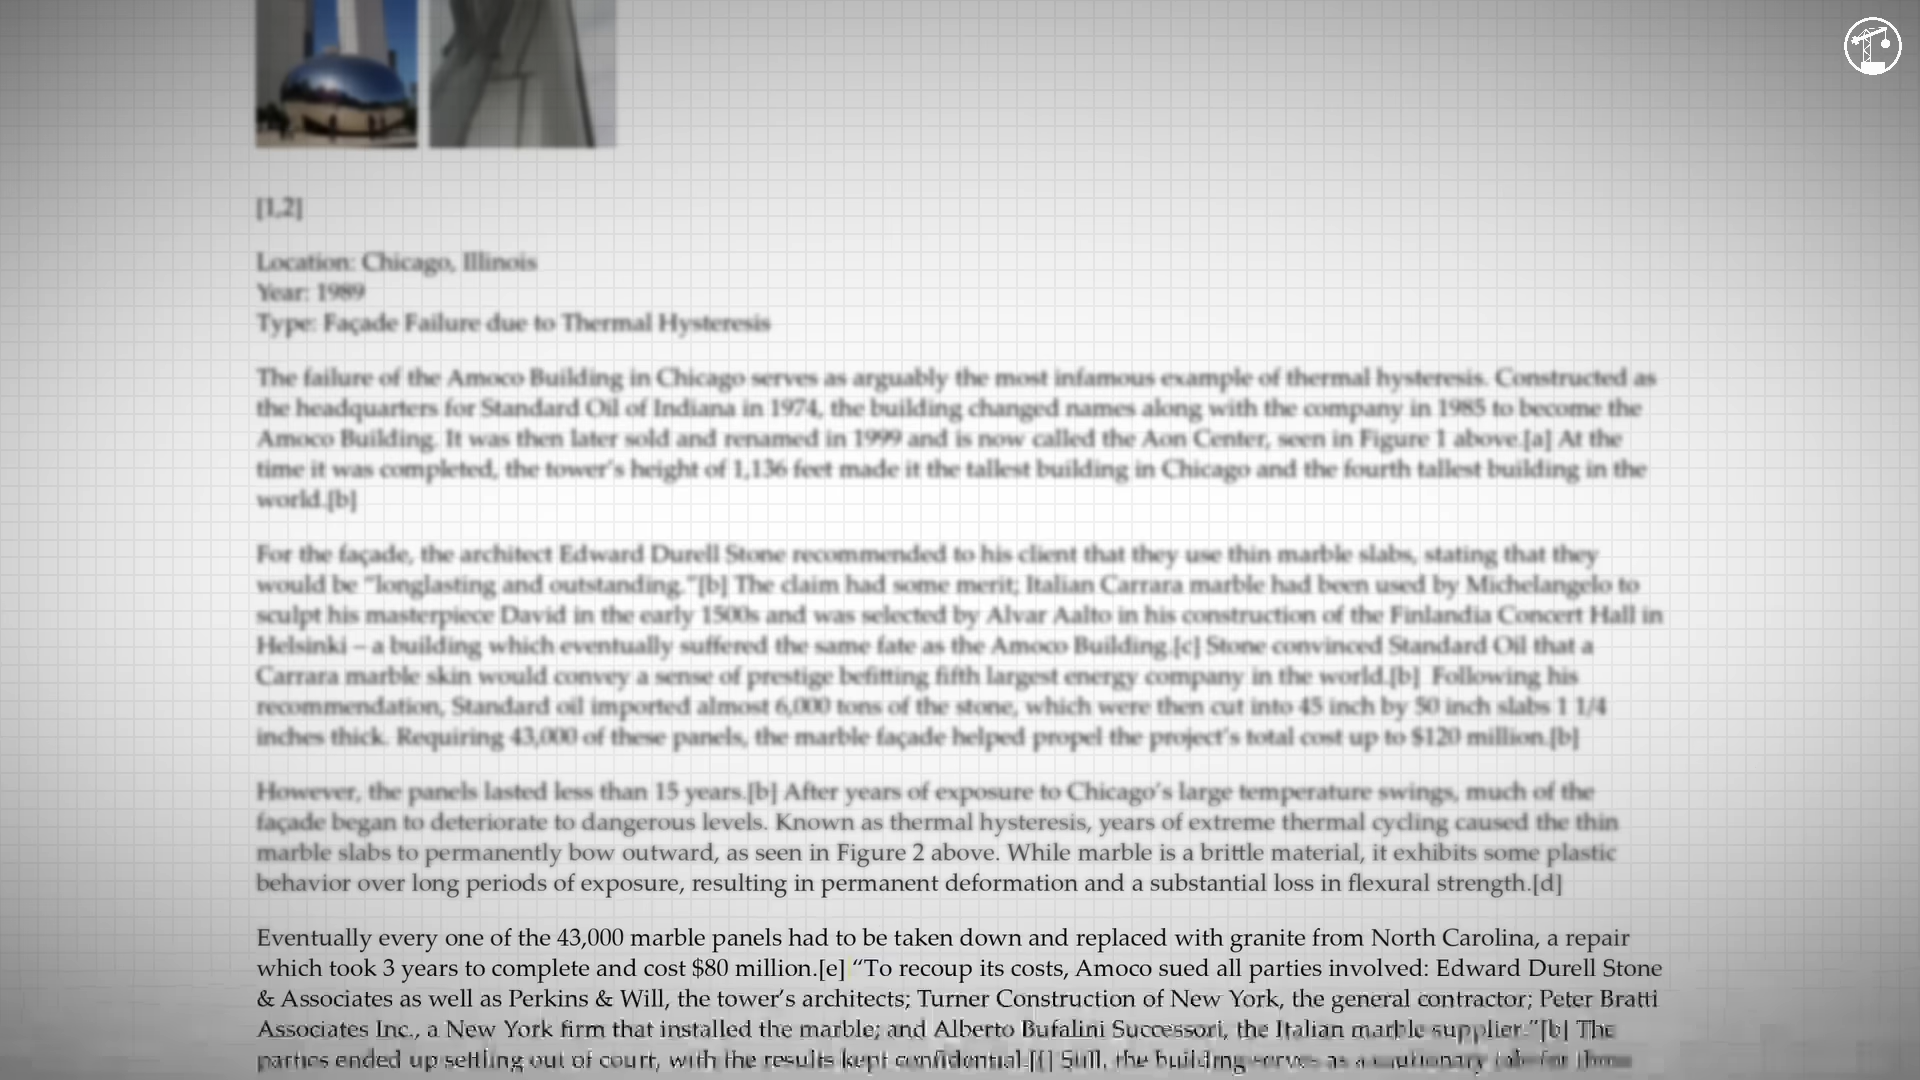 [1,2]
Location: Chicago, Illinois
Year: 1989
Type: Façade Failure due to Thermal Hysteresis
The failure of the Amoco Building in Chicago serves as arguably the most infamous example of thermal hysteresis. Constructed as
the headquarters for Standard Oil of Indiana in 1974, the building changed names along with the company in 1985 to become the
Amoco Building. It was then later sold and renamed in 1999 and is now called the Aon Center, seen in Figure 1 above.[a] At the
time it was completed, the tower's height of 1,136 feet made it the tallest building in Chicago and the fourth tallest building in the
world.[b]
For the façade, the architect Edward Durell Stone recommended to his client that they use thin marble slabs, stating that they
would be "longlasting and outstanding."[b] The claim had some merit; Italian Carrara marble had been used by Michelangelo to
sculpt his masterpiece David in the early 1500s and was selected by Alvar Aalto in his construction of the Finlandia Concert Hall in
Helsinki – a building which eventually suffered the same fate as the Amoco Building.[c] Stone convinced Standard Oil that a
Carrara marble skin would convey a sense of prestige befitting fifth largest energy company in the world.[b] Following his
recommendation, Standard oil imported almost 6,000 tons of the stone, which were then cut into 45 inch by 50 inch slabs 1 1/4
inches thick. Requiring 43,000 of these panels, the marble façade helped propel the project's total cost up to $120 million.[b]
However, the panels lasted less than 15 years.[b] After years of exposure to Chicago's large temperature swings, much of the
façade began to deteriorate to dangerous levels. Known as thermal hysteresis, years of extreme thermal cycling caused the thin
marble slabs to permanently bow outward, as seen in Figure 2 above. While marble is a brittle material, it exhibits some plastic
behavior over long periods of exposure, resulting in permanent deformation and a substantial loss in flexural strength.[d]
Eventually every one of the 43,000 marble panels had to be taken down and replaced with granite from North Carolina, a repair
which took 3 years to complete and cost $80 million.[e] "To recoup its costs, Amoco sued all parties involved: Edward Durell Stone
& Associates as well as Perkins & Will, the tower's architects; Turner Construction of New York, the general contractor; Peter Bratti
Associates Inc., a New York firm that installed the marble; and Alberto Bufalini Successori, the Italian marble supplier."[b] The
parties ended up settling out of court, with the results kept confidential.[f] Still, the building serves as a cautionary tale for those